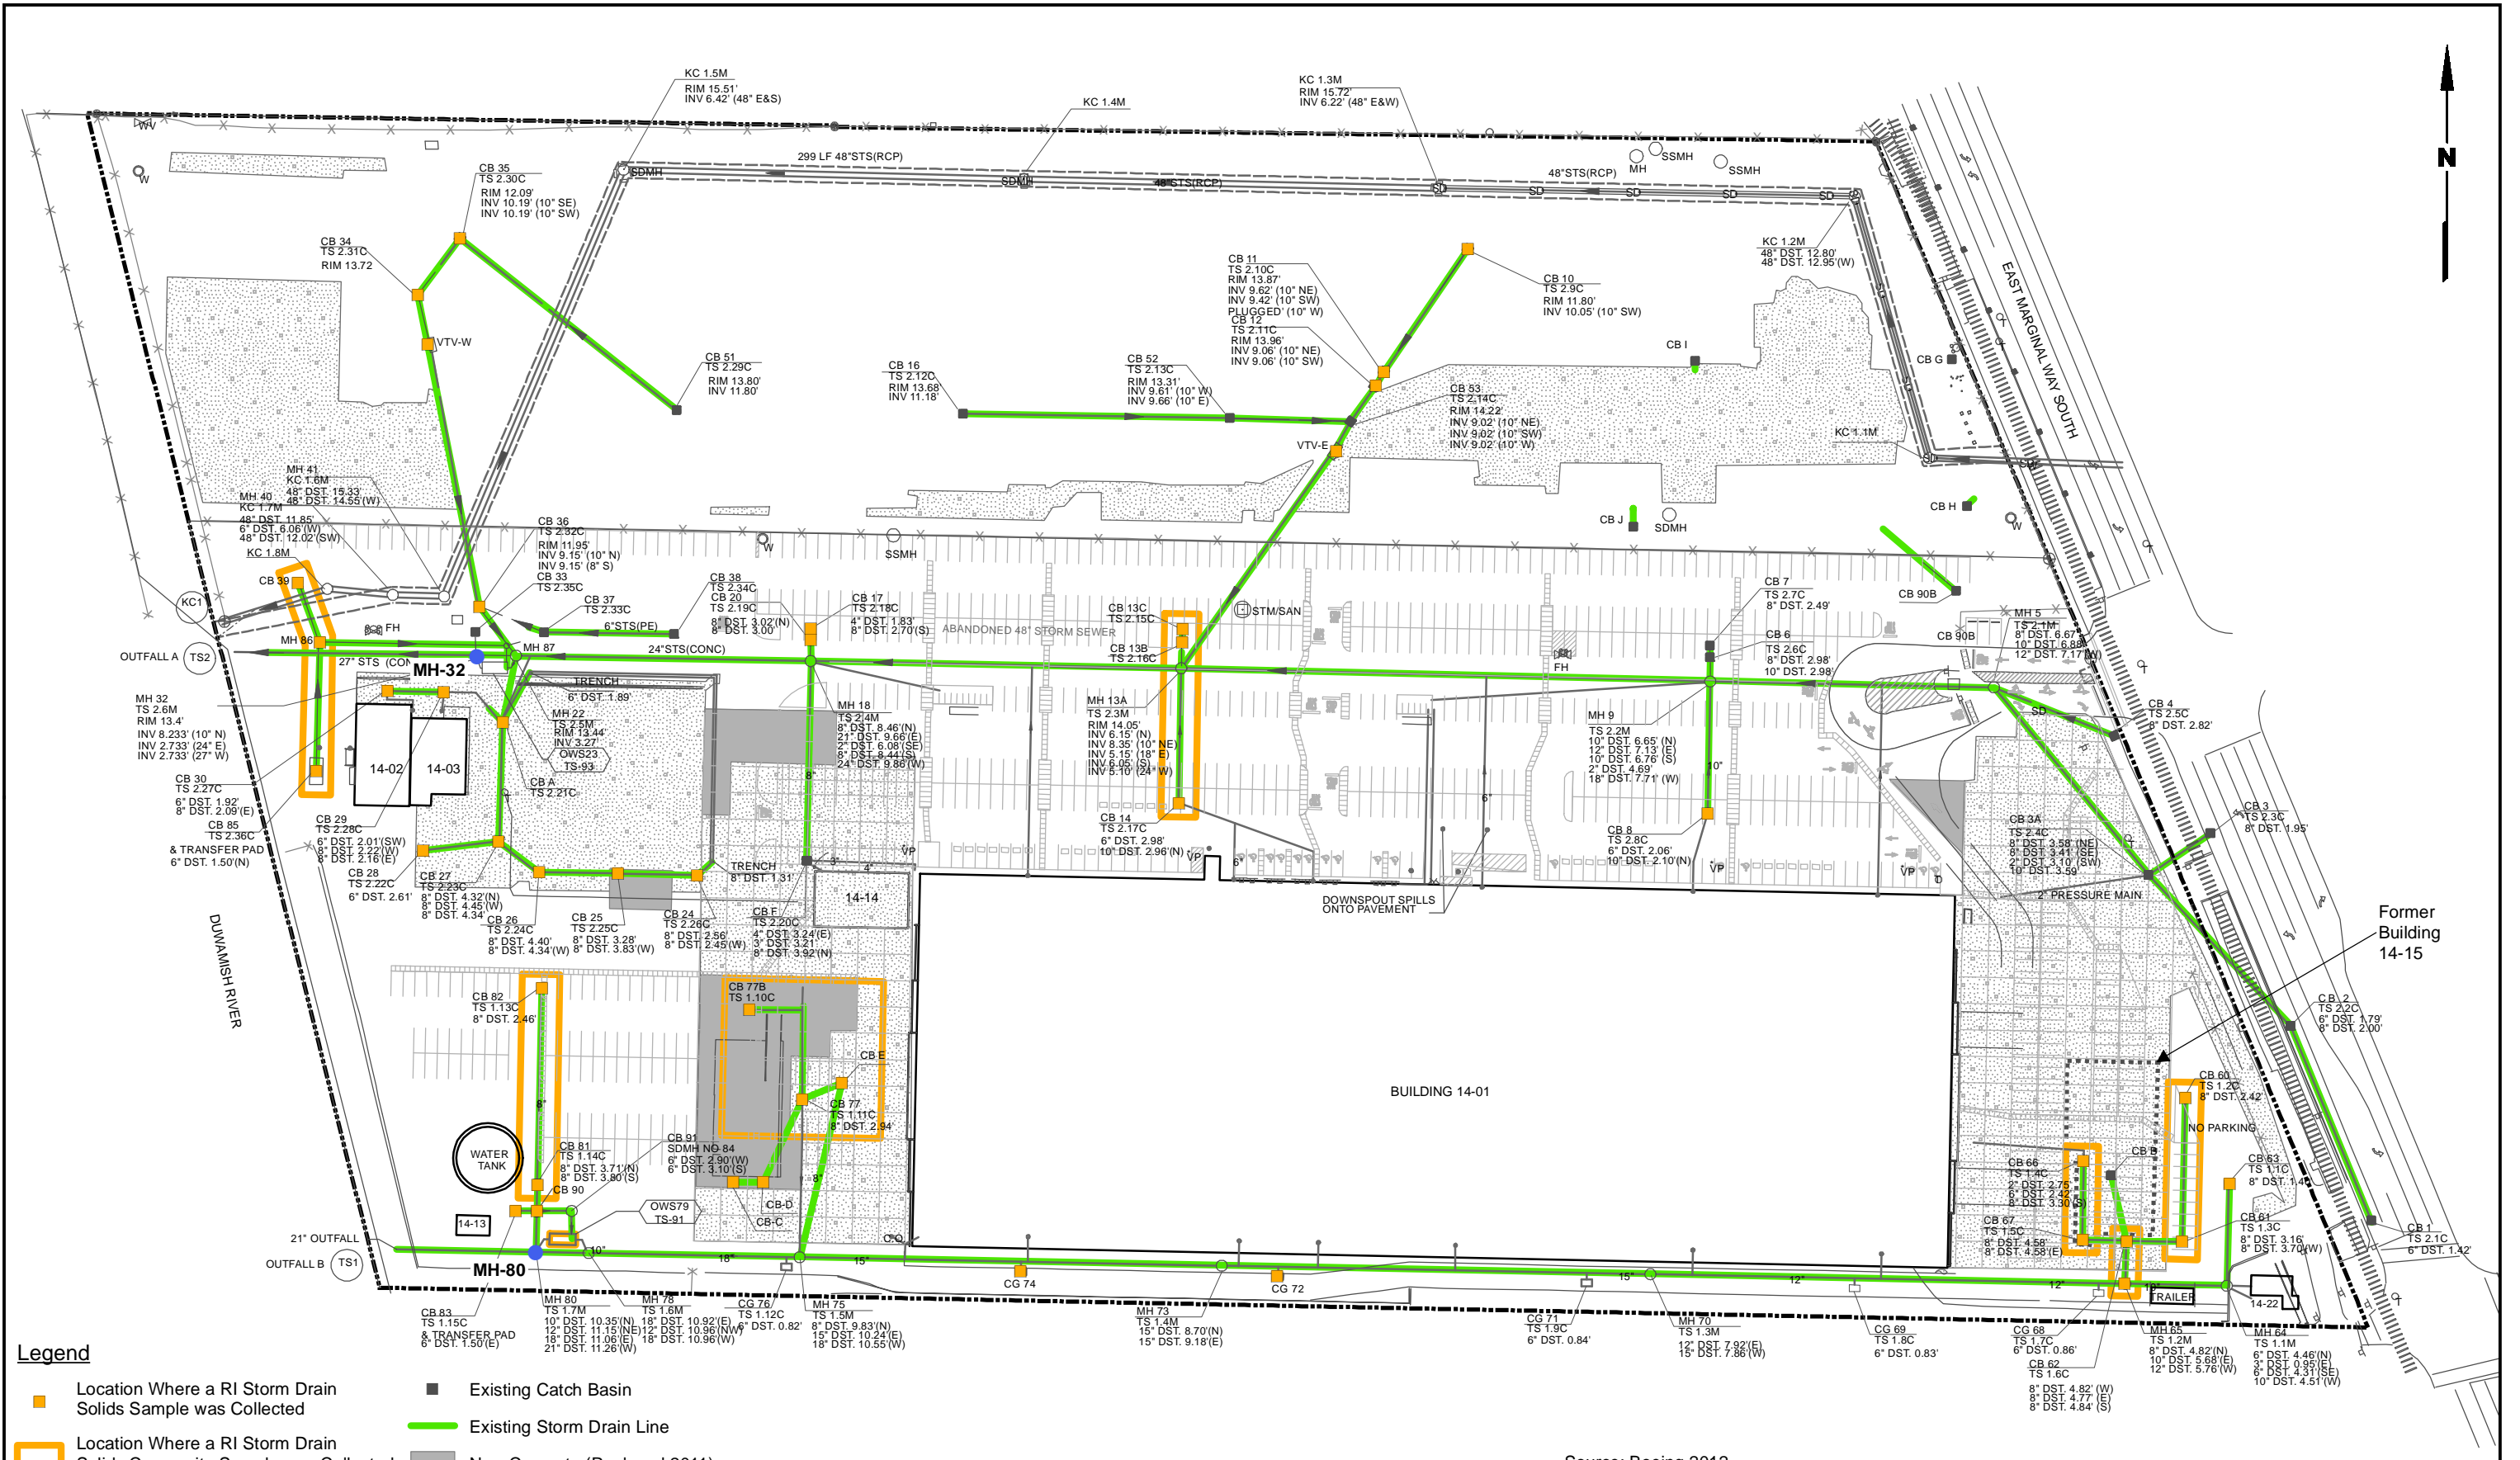 KC 1.5M
RIM 15.51'
INV 6.42' (48" E&S)
KC 1.4M
KC 1.3M
RIM 15.72'
INV 6.22' (48" E&W)
N
WV
W
299 LF 48"STS(RCP)
SDMH
SDMH
48"STS(RCP)
SD
48"STS(RCP)
SD
SD
SD
SD
MH
SSMH
SSMH
CB 35
TS 2.30C
RIM 12.09'
INV 10.19' (10" SE)
INV 10.19' (10" SW)
CB 34
TS 2.31C
RIM 13.72
VTV-W
CB 51
TS 2.29C
RIM 13.80'
INV 11.80'
CB 16
TS 2.12C
RIM 13.68'
INV 11.18'
CB 52
TS 2.13C
RIM 13.31'
INV 9.61' (10" W)
INV 9.66' (10" E)
CB 11
TS 2.10C
RIM 13.87'
INV 9.62' (10" NE)
INV 9.42' (10" SW)
PLUGGED' (10" W)
CB 12
TS 2.11C
RIM 13.96'
INV 9.06' (10" NE)
INV 9.06' (10" SW)
CB 10
TS 2.9C
RIM 11.80'
INV 10.05' (10" SW)
CB 53
TS 2.14C
RIM 14.22'
INV 9.02' (10" NE)
INV 9.02' (10" SW)
INV 9.02' (10" W)
VTV-E
KC 1.2M
48" DST. 12.80'
48" DST. 12.95'(W)
EAST MARGINAL WAY SOUTH
CB I
CB G
KC 1.1M
CB J
SDMH
CB H
W
CB 90B
MH 41
KC 1.6M
48" DST. 15.33'
48" DST. 14.55'(W)
MH 40
KC 1.7M
48" DST. 11.85'
6" DST. 6.06'(W)
48" DST. 12.02'(SW)
KC 1.8M
CB 39
KC1
FH
CB 36
TS 2.32C
RIM 11.95'
INV 9.15' (10" N)
INV 9.15' (8" S)
CB 33
TS 2.35C
CB 37
TS 2.33C
6"STS(PE)
CB 38
TS 2.34C
CB 20
TS 2.19C
8" DST. 3.02'(N)
8" DST. 3.00'
W
SSMH
CB 17
TS 2.18C
4" DST. 1.83'
8" DST. 2.70'(S)
ABANDONED 48" STORM SEWER
CB 13C
TS 2.15C
CB 13B
TS 2.16C
STM/SAN
FH
CB 7
TS 2.7C
8" DST. 2.49'
CB 6
TS 2.6C
8" DST. 2.98'
10" DST. 2.98'
CB 90B
MH 5
TS 2.1M
8" DST. 6.67'
10" DST. 6.88'
12" DST. 7.17'(W)
OUTFALL A
TS2
MH 86
27" STS (CON
MH-32
MH 87
24"STS(CONC)
TRENCH
6" DST. 1.89'
MH 22
TS 2.5M
RIM 13.44'
INV 3.27'
OWS23
TS-93
MH 32
TS 2.6M
RIM 13.4'
INV 8.233' (10" N)
INV 2.733' (24" E)
INV 2.733' (27" W)
14-02
14-03
CB A
TS 2.21C
MH 18
TS 2.4M
8" DST. 8.46'(N)
21" DST. 9.66'(E)
2" DST. 6.08'(SE)
8" DST. 8.44'(S)
24" DST. 9.86'(W)
8"
MH 13A
TS 2.3M
RIM 14.05'
INV 6.15' (N)
INV 8.35' (10" NE)
INV 5.15' (18" E)
INV 6.05' (S)
INV 5.10' (24" W)
MH 9
TS 2.2M
10" DST. 6.65' (N)
12" DST. 7.13' (E)
10" DST. 6.76' (S)
2" DST. 4.69'
18" DST. 7.71' (W)
10"
6"
SD
CB 4
TS 2.5C
8" DST. 2.82'
CB 3
TS 2.3C
8" DST. 1.95'
CB 3A
TS 2.4C
8" DST. 3.58' (NE)
8" DST. 3.41' (SE)
2" DST. 3.10' (SW)
10" DST. 3.59'
2" PRESSURE MAIN
CB 30
TS 2.27C
6" DST. 1.92'
8" DST. 2.09'(E)
CB 85
TS 2.36C
& TRANSFER PAD
6" DST. 1.50'(N)
CB 29
TS 2.28C
6" DST. 2.01'(SW)
8" DST. 2.22'(W)
8" DST. 2.16'(E)
CB 28
TS 2.22C
6" DST. 2.61'
CB 27
TS 2.23C
8" DST. 4.32'(N)
8" DST. 4.45'(W)
8" DST. 4.34'
CB 26
TS 2.24C
8" DST. 4.40'
8" DST. 4.34'(W)
CB 25
TS 2.25C
8" DST. 3.28'
8" DST. 3.83'(W)
CB 24
TS 2.26C
8" DST. 2.56'
8" DST. 2.45'(W)
TRENCH
8" DST. 1.31'
CB F
TS 2.20C
4" DST. 3.24'(E)
3" DST. 3.21'
8" DST. 3.92'(N)
3"
4"
14-14
VP
CB 14
TS 2.17C
6" DST. 2.98'
10" DST. 2.96'(N)
VP
6"
DOWNSPOUT SPILLS
ONTO PAVEMENT
CB 8
TS 2.8C
6" DST. 2.06'
10" DST. 2.10'(N)
VP
VP
Former
Building
14-15
DUWAMISH RIVER
CB 82
TS 1.13C
8" DST. 2.46'
8"
CB 77B
TS 1.10C
CB E
CB 77
TS 1.11C
8" DST. 2.94'
8"
BUILDING 14-01
CB 2
TS 2.2C
6" DST. 1.79'
8" DST. 2.00'
CB 60
TS 1.2C
8" DST. 2.42'
NO PARKING
WATER
TANK
CB 81
TS 1.14C
8" DST. 3.71'(N)
8" DST. 3.80'(S)
CB 90
CB 91
SDMH NO 84
6" DST. 2.90'(W)
6" DST. 3.10'(S)
OWS79
TS-91
CB-D
CB-C
14-13
CB 66
TS 1.4C
2" DST. 2.75'
6" DST. 2.42'
8" DST. 3.30'(S)
CB B
CB 63
TS 1.1C
CB 67
TS 1.5C
8" DST. 4.58'
8" DST. 4.58'(E)
CB 61
TS 1.3C
8" DST. 3.16'
8" DST. 3.70'(W)
CB 1
TS 2.1C
6" DST. 1.42'
21" OUTFALL
OUTFALL B
TS1
MH-80
10"
18"
15"
CG 74
CG 72
15"
12"
12"
10"
TRAILER
14-22
CB 83
TS 1.15C
& TRANSFER PAD
6" DST. 1.50'(E)
MH 80
TS 1.7M
10" DST. 10.35'(N)
12" DST. 11.15'(NE)
18" DST. 11.06'(E)
21" DST. 11.26'(W)
MH 78
TS 1.6M
18" DST. 10.92'(E)
12" DST. 10.96'(NW)
18" DST. 10.96'(W)
CG 76
TS 1.12C
6" DST. 0.82'
MH 75
TS 1.5M
8" DST. 9.83'(N)
15" DST. 10.24'(E)
18" DST. 10.55'(W)
MH 73
TS 1.4M
15" DST. 8.70'(N)
15" DST. 9.18'(E)
CG 71
TS 1.9C
6" DST. 0.84'
MH 70
TS 1.3M
12" DST. 7.92'(E)
15" DST. 7.86'(W)
CG 69
TS 1.8C
6" DST. 0.83'
CG 68
TS 1.7C
6" DST. 0.86'
CB 62
TS 1.6C
8" DST. 4.82' (W)
8" DST. 4.77' (E)
8" DST. 4.84' (S)
MH 65
TS 1.2M
8" DST. 4.82'(N)
10" DST. 5.68'(E)
12" DST. 5.76'(W)
MH 64
TS 1.1M
6" DST. 4.46'(N)
3" DST. 0.95'(E)
6" DST. 4.31'(SE)
10" DST. 4.51'(W)
Legend
Location Where a RI Storm Drain
Solids Sample was Collected
Existing Catch Basin
Existing Storm Drain Line
Location Where a RI Storm Drain